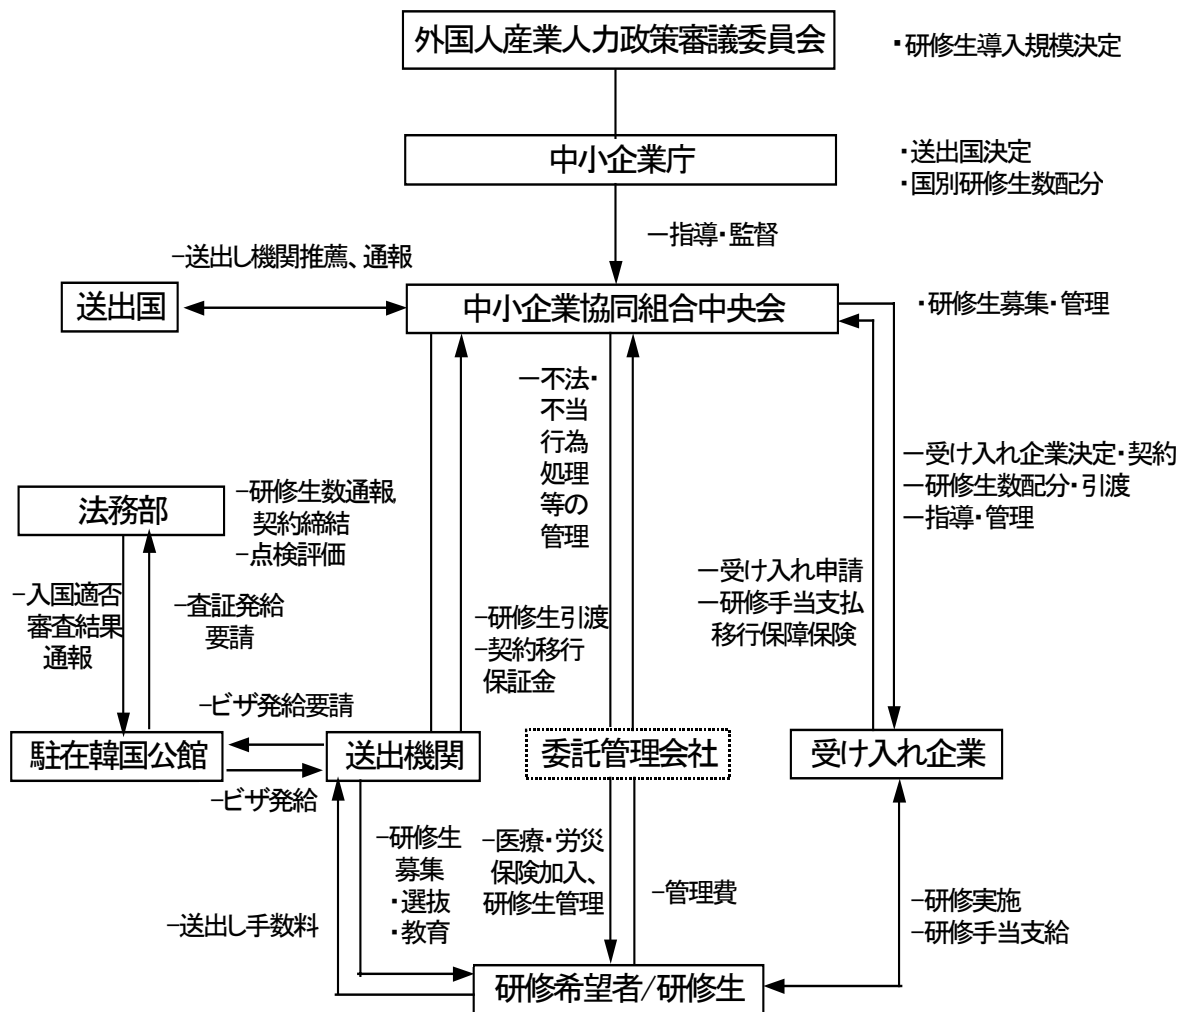 外国人産業人力政策審議委員会
・研修生導入規模決定
中小企業庁
・送出国決定
・国別研修生数配分
−指導・監督
−送出し機関推薦、通報
送出国
中小企業協同組合中央会
・研修生募集・管理
−不法・
不当
行為
処理
等の
管理
−受け入れ企業決定・契約
−研修生数配分・引渡
−指導・管理
法務部
−研修生数通報
契約締結
−点検評価
−入国適否
審査結果
通報
−査証発給
要請
−研修生引渡
−契約移行
保証金
−受け入れ申請
−研修手当支払
移行保障保険
−ビザ発給要請
駐在韓国公館
送出機関
委託管理会社
受け入れ企業
−ビザ発給
−研修生
募集
・選抜
・教育
−医療・労災
保険加入、
研修生管理
−管理費
−送出し手数料
−研修実施
−研修手当支給
研修希望者/研修生